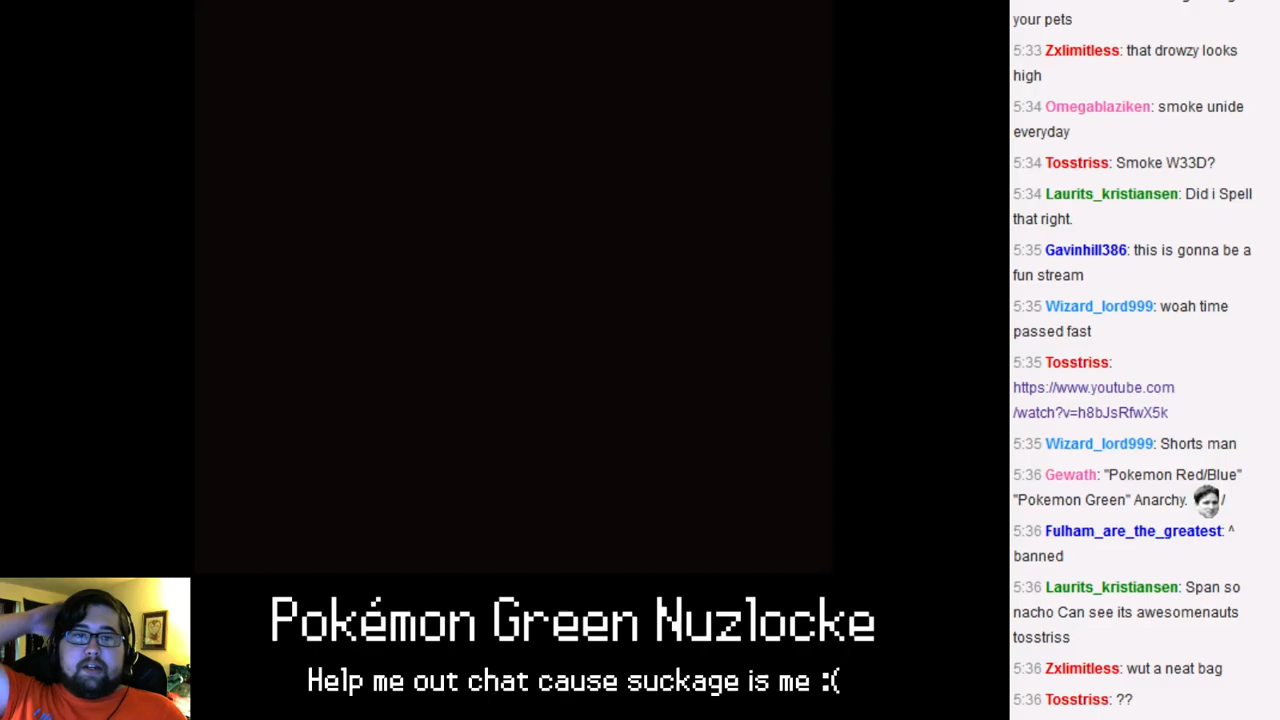 your pets
5:33 Zxlimitless: that drowzy looks
high
5:34 Omegablaziken: smoke unide
everyday
5:34 Tosstriss: Smoke W33D?
5:34 Laurits_kristiansen: Did i Spell
that right.
5:35 Gavinhill386: this is gonna be a
fun stream
5:35 Wizard_lord999: woah time
passed fast
5:35 Tosstriss:
https://www.youtube.com
/watch?v=h8bJsRfwX5k
5:35 Wizard_lord999: Shorts man
5:36 Gewath: "Pokemon Red/Blue"
"Pokemon Green" Anarchy. /
5:36 Fulham_are_the_greatest: ^
banned
5:36 Laurits_kristiansen: Span so
nacho Can see its awesomenauts
tosstriss
5:36 Zxlimitless: wut a neat bag
5:36 Tosstriss: ??
Pokémon Green Nuzlocke
Help me out chat cause suckage is me :(